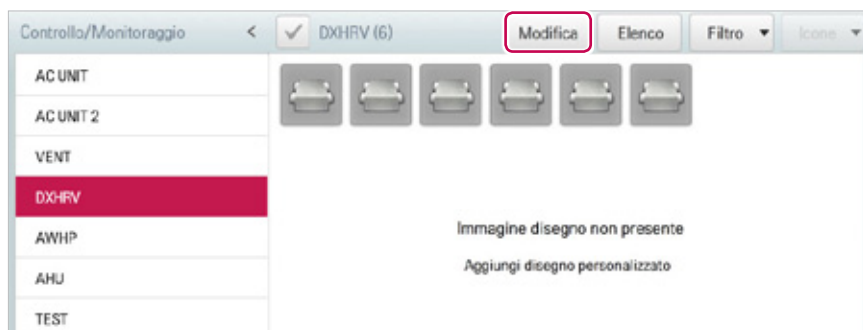 Controllo/Monitoraggio < DXHRV (6) Modifica Elenco Filtro Icone
AC UNIT
AC UNIT 2
VENT
DXHRV
AWHP
AHU
TEST
Immagine disegno non presente
Aggiungi disegno personalizzato